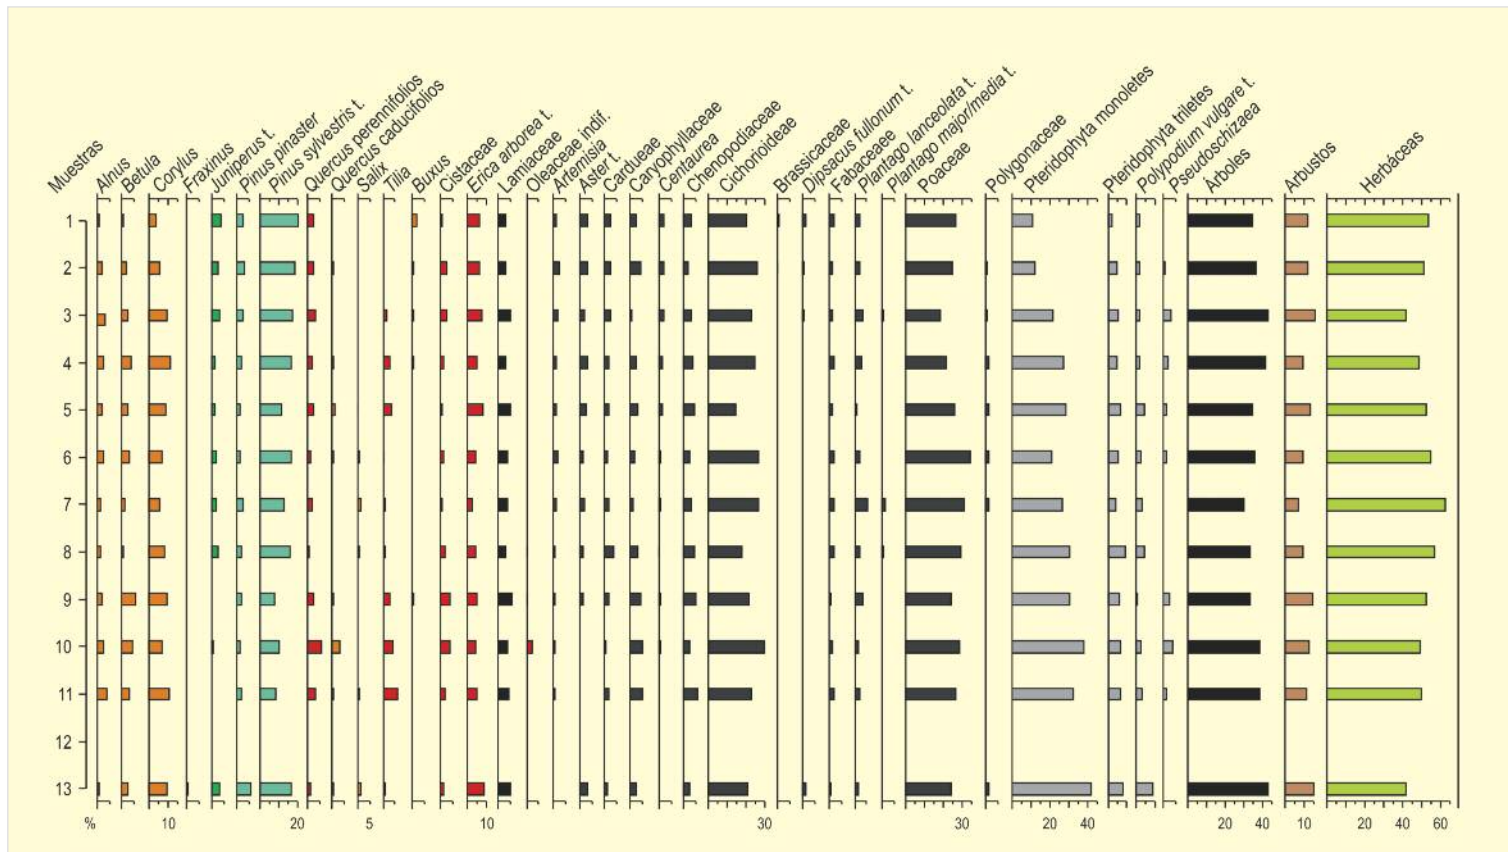 Muestras
Alnus
Betula
Corylus
Fraxinus
Juniperus t.
Pinus pinaster
Pinus sylvestris t.
Quercus perennifolios
Quercus caducifolios
Salix
Tilia
Buxus
Cistaceae
Erica arborea t.
Lamiaceae
Oleaceae indif.
Artemisia
Aster t.
Cardueae
Caryophyllaceae
Centaurea
Chenopodiaceae
Cichorioideae
Brassicaceae
Dipsacus fullonum t.
Fabaceaee
Plantago lanceolata t.
Plantago major/media t.
Poaceae
Polygonaceae
Pteridophyta monoletes
Pteridophyta triletes
Polypodium vulgare t.
Pseudoschizaea
Árboles
Arbustos
Herbáceas
1
2
3
4
5
6
7
8
9
10
11
12
13
% 10 20 5 10 30 30 20 40 20 40 10 20 40 60